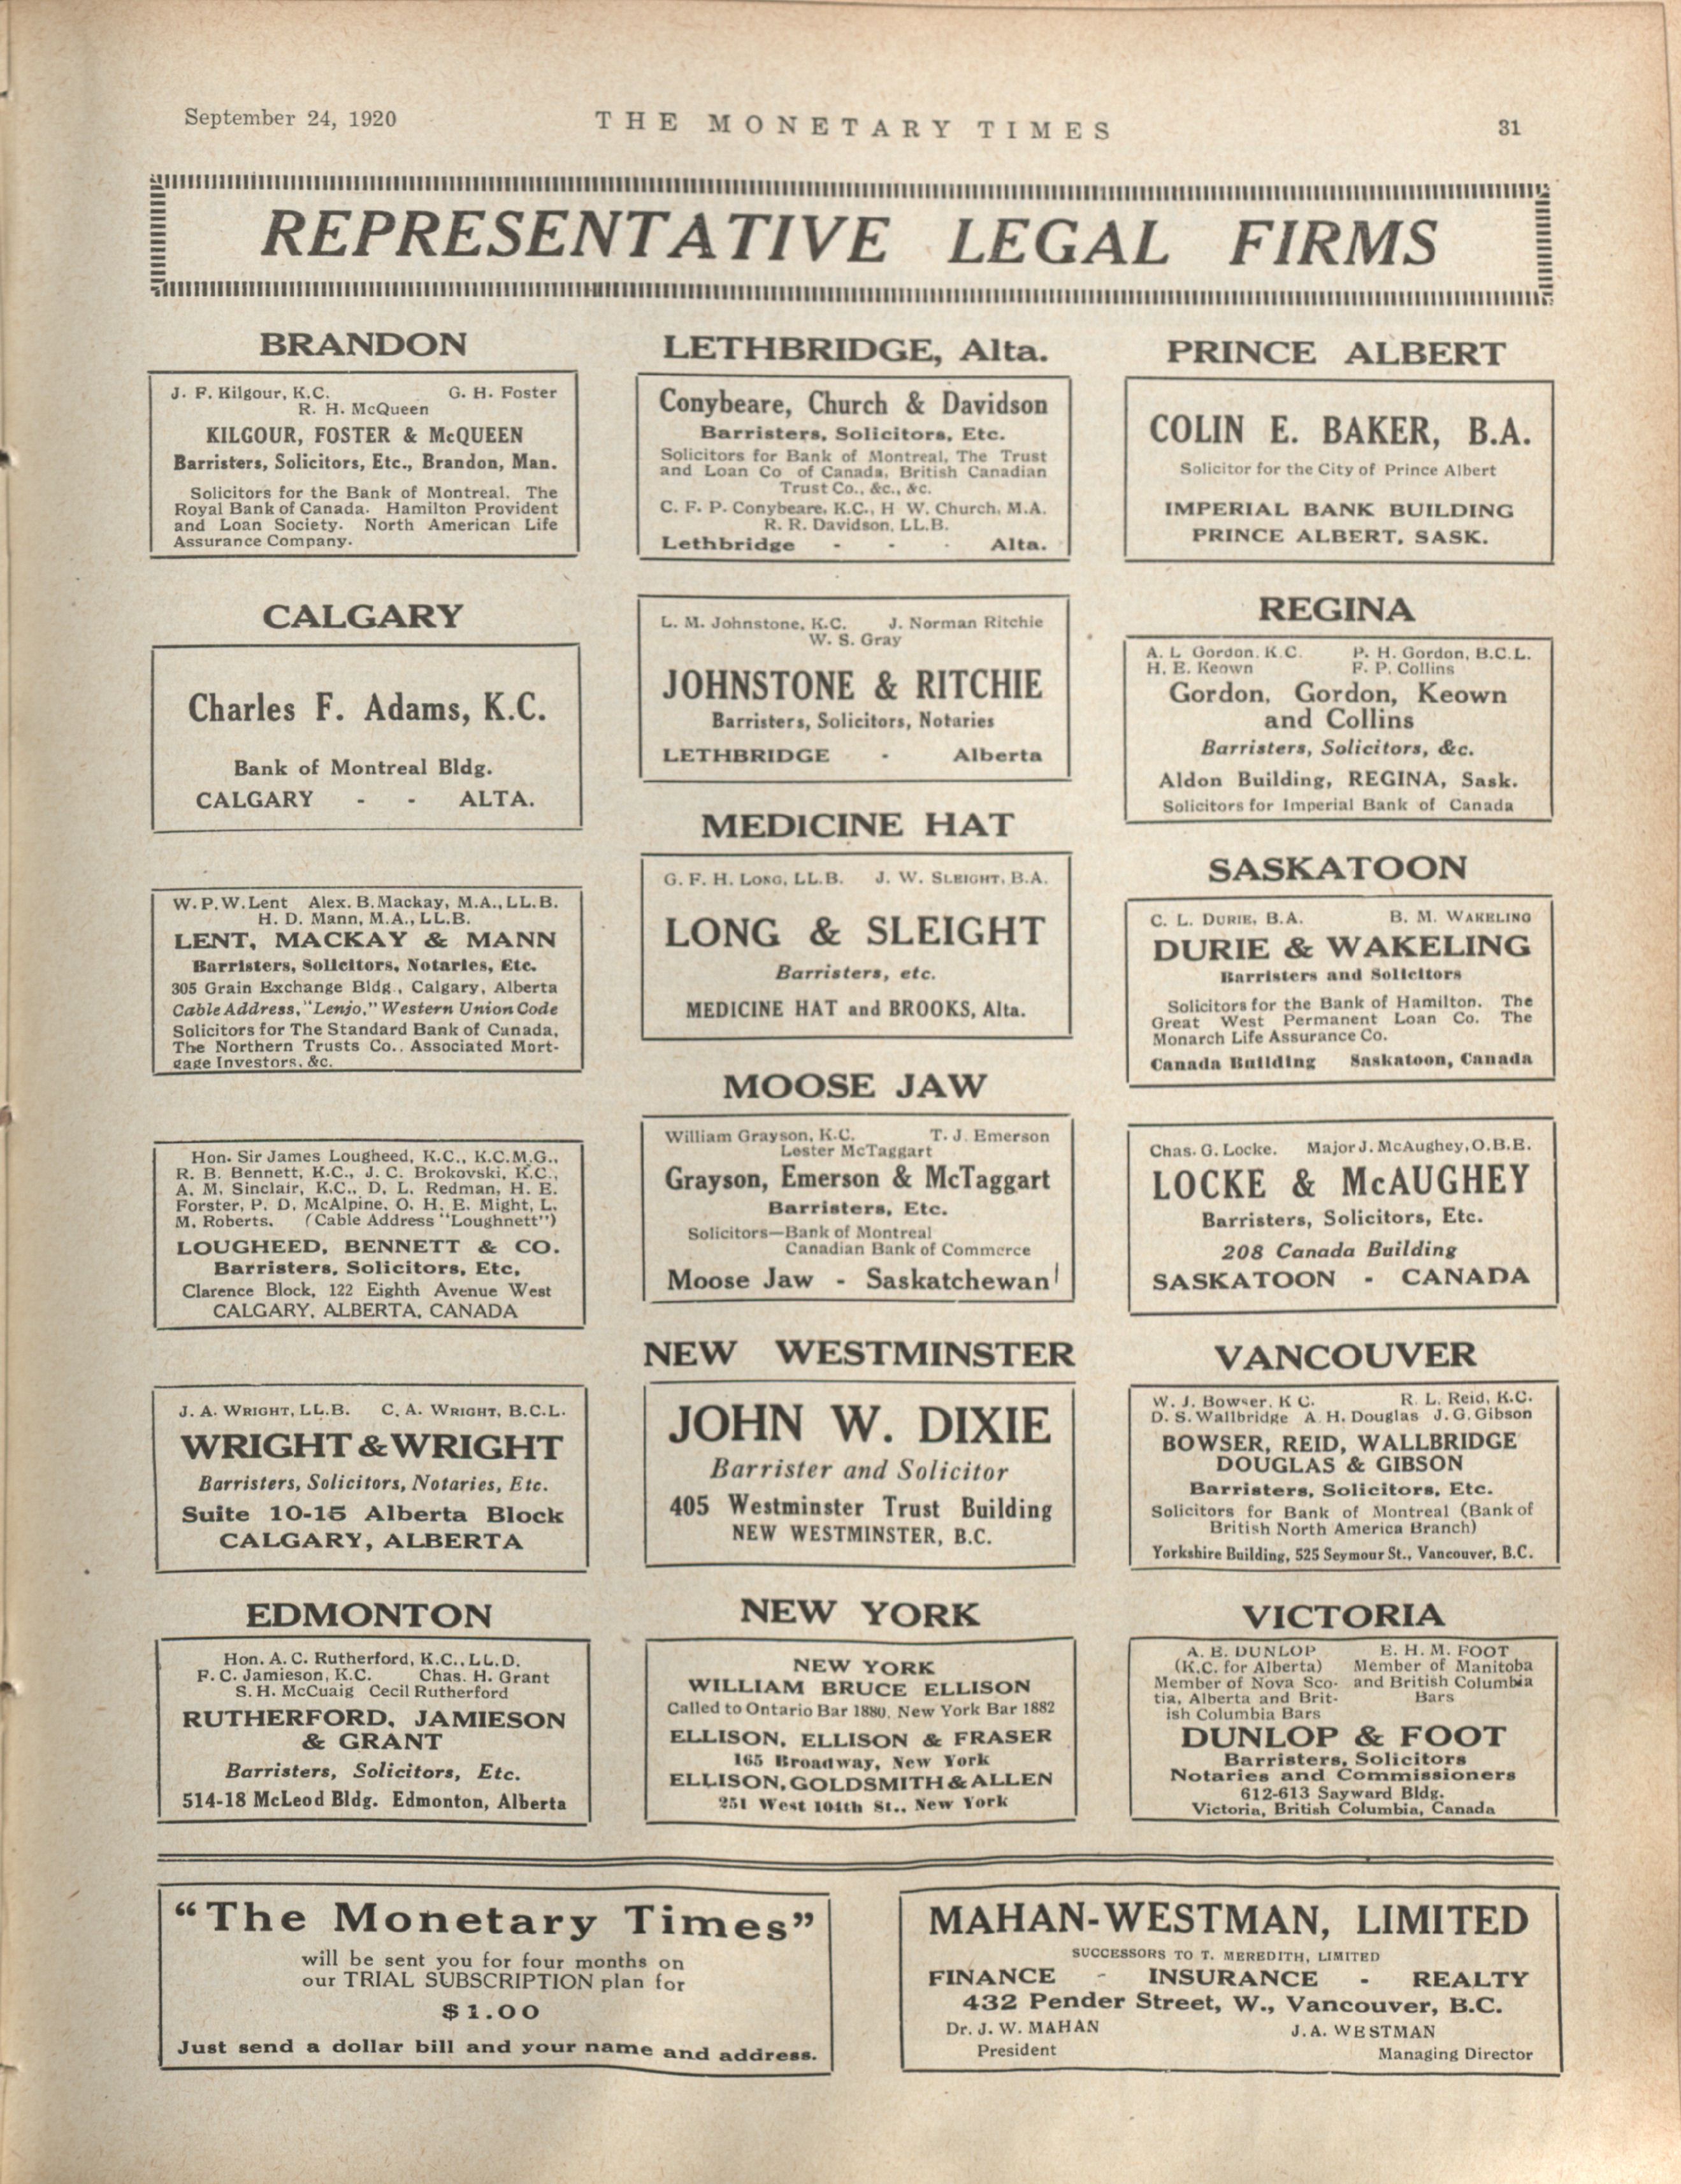 September 24, 1920
THE MONETARY TIMES
31
REPRESENTATIVE LEGAL FIRMS
BRANDON
J. F. Kilgour, K.C. G. H. Foster
R. H. McQueen
KILGOUR, FOSTER & McQUEEN
Barristers, Solicitors, Etc., Brandon, Man.
Solicitors for the Bank of Montreal. The
Royal Bank of Canada. Hamilton Provident
and Loan Society. North American Life
Assurance Company.
CALGARY
Charles F. Adams, K.C.
Bank of Montreal Bldg.
CALGARY - - ALTA.
W. P. W. Lent Alex. B. Mackay, M.A., LL.B.
H. D. Mann, M.A., LL.B.
LENT, MACKAY & MANN
Barristers, Solicitors, Notaries, Etc.
305 Grain Exchange Bldg., Calgary, Alberta
Cable Address, "Lenjo," Western Union Code
Solicitors for The Standard Bank of Canada,
The Northern Trusts Co., Associated Mort-
gage Investors, &c.
Hon. Sir James Lougheed, K.C., K.C.M.G.,
R. B. Bennett, K.C., J. C. Brokovski, K.C.,
A. M. Sinclair, K.C., D. L. Redman, H. E.
Forster, P. D. McAlpine, O. H. E. Might, L.
M. Roberts. (Cable Address "Loughnett")
LOUGHEED, BENNETT & CO.
Barristers, Solicitors, Etc.
Clarence Block, 122 Eighth Avenue West
CALGARY, ALBERTA, CANADA
J. A. WRIGHT, LL.B. C. A. WRIGHT, B.C.L.
WRIGHT & WRIGHT
Barristers, Solicitors, Notaries, Etc.
Suite 10-15 Alberta Block
CALGARY, ALBERTA
EDMONTON
Hon. A. C. Rutherford, K.C., LL.D.
F. C. Jamieson, K.C. Chas. H. Grant
S. H. McCuaig Cecil Rutherford
RUTHERFORD, JAMIESON
& GRANT
Barristers, Solicitors, Etc.
514-18 McLeod Bldg. Edmonton, Alberta
LETHBRIDGE, Alta.
Conybeare, Church & Davidson
Barristers, Solicitors, Etc.
Solicitors for Bank of Montreal, The Trust
and Loan Co of Canada, British Canadian
Trust Co., &c., &c.
C. F. P. Conybeare, K.C., H W. Church, M.A.
R. R. Davidson, LL.B.
Lethbridge - - - Alta.
L. M. Johnstone, K.C. J. Norman Ritchie
W. S. Gray
JOHNSTONE & RITCHIE
Barristers, Solicitors, Notaries
LETHBRIDGE - Alberta
MEDICINE HAT
G. F. H. LONG, LL.B. J. W. SLEIGHT, B.A.
LONG & SLEIGHT
Barristers, etc.
MEDICINE HAT and BROOKS, Alta.
MOOSE JAW
William Grayson, K.C. T. J. Emerson
Lester McTaggart
Grayson, Emerson & McTaggart
Barristers, Etc.
Solicitors—Bank of Montreal
Canadian Bank of Commerce
Moose Jaw - Saskatchewan
NEW WESTMINSTER
JOHN W. DIXIE
Barrister and Solicitor
405 Westminster Trust Building
NEW WESTMINSTER, B.C.
NEW YORK
NEW YORK
WILLIAM BRUCE ELLISON
Called to Ontario Bar 1880, New York Bar 1882
ELLISON, ELLISON & FRASER
165 Broadway, New York
ELLISON, GOLDSMITH & ALLEN
251 West 104th St., New York
PRINCE ALBERT
COLIN E. BAKER, B.A.
Solicitor for the City of Prince Albert
IMPERIAL BANK BUILDING
PRINCE ALBERT, SASK.
REGINA
A. L. Gordon, K.C. P. H. Gordon, B.C.L.
H. E. Keown F. P. Collins
Gordon, Gordon, Keown
and Collins
Barristers, Solicitors, &c.
Aldon Building, REGINA, Sask.
Solicitors for Imperial Bank of Canada
SASKATOON
C. L. DURIE, B.A. B. M. WAKELING
DURIE & WAKELING
Barristers and Solicitors
Solicitors for the Bank of Hamilton. The
Great West Permanent Loan Co. The
Monarch Life Assurance Co.
Canada Building Saskatoon, Canada
Chas. G. Locke. Major J. McAughey, O.B.E.
LOCKE & McAUGHEY
Barristers, Solicitors, Etc.
208 Canada Building
SASKATOON - CANADA
VANCOUVER
W. J. Bowser, K C. R. L. Reid, K.C.
D. S. Wallbridge A. H. Douglas J. G. Gibson
BOWSER, REID, WALLBRIDGE
DOUGLAS & GIBSON
Barristers, Solicitors, Etc.
Solicitors for Bank of Montreal (Bank of
British North America Branch)
Yorkshire Building, 525 Seymour St., Vancouver, B.C.
VICTORIA
A. E. DUNLOP E. H. M. FOOT
(K.C. for Alberta) Member of Manitoba
Member of Nova Sco- and British Columbia
tia, Alberta and Brit- Bars
ish Columbia Bars
DUNLOP & FOOT
Barristers, Solicitors
Notaries and Commissioners
612-613 Sayward Bldg.
Victoria, British Columbia, Canada
"The Monetary Times"
will be sent you for four months on
our TRIAL SUBSCRIPTION plan for
$1.00
Just send a dollar bill and your name and address.
MAHAN-WESTMAN, LIMITED
SUCCESSORS TO T. MEREDITH, LIMITED
FINANCE - INSURANCE - REALTY
432 Pender Street, W., Vancouver, B.C.
Dr. J. W. MAHAN J. A. WESTMAN
President Managing Director